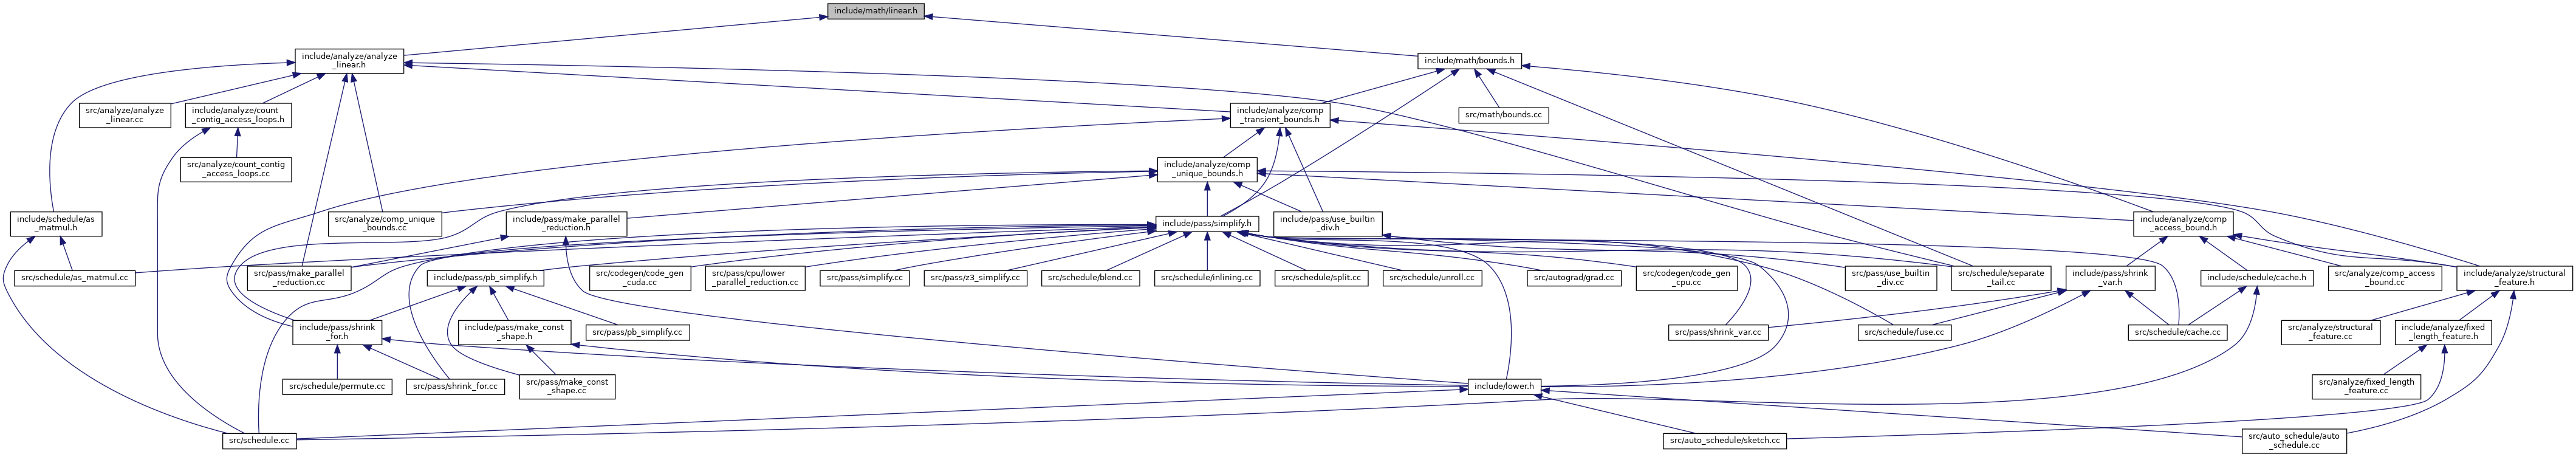 include/math/linear.h
include/analyze/analyze
_linear.h
include/math/bounds.h
src/analyze/analyze
_linear.cc
include/analyze/count
_contig_access_loops.h
include/analyze/comp
_transient_bounds.h
src/math/bounds.cc
src/analyze/count_contig
_access_loops.cc
include/analyze/comp
_unique_bounds.h
include/schedule/as
_matmul.h
src/analyze/comp_unique
_bounds.cc
include/pass/make_parallel
_reduction.h
include/pass/simplify.h
include/pass/use_builtin
_div.h
include/analyze/comp
_access_bound.h
src/schedule/as_matmul.cc
src/pass/make_parallel
_reduction.cc
include/pass/pb_simplify.h
src/codegen/code_gen
_cuda.cc
src/pass/cpu/lower
_parallel_reduction.cc
src/pass/simplify.cc
src/pass/z3_simplify.cc
src/schedule/blend.cc
src/schedule/inlining.cc
src/schedule/split.cc
src/schedule/unroll.cc
src/autograd/grad.cc
src/codegen/code_gen
_cpu.cc
src/pass/use_builtin
_div.cc
src/schedule/separate
_tail.cc
include/pass/shrink
_var.h
include/schedule/cache.h
src/analyze/comp_access
_bound.cc
include/analyze/structural
_feature.h
include/pass/shrink
_for.h
include/pass/make_const
_shape.h
src/pass/pb_simplify.cc
src/pass/shrink_var.cc
src/schedule/fuse.cc
src/schedule/cache.cc
src/analyze/structural
_feature.cc
include/analyze/fixed
_length_feature.h
src/schedule/permute.cc
src/pass/shrink_for.cc
src/pass/make_const
_shape.cc
include/lower.h
src/analyze/fixed_length
_feature.cc
src/schedule.cc
src/auto_schedule/sketch.cc
src/auto_schedule/auto
_schedule.cc